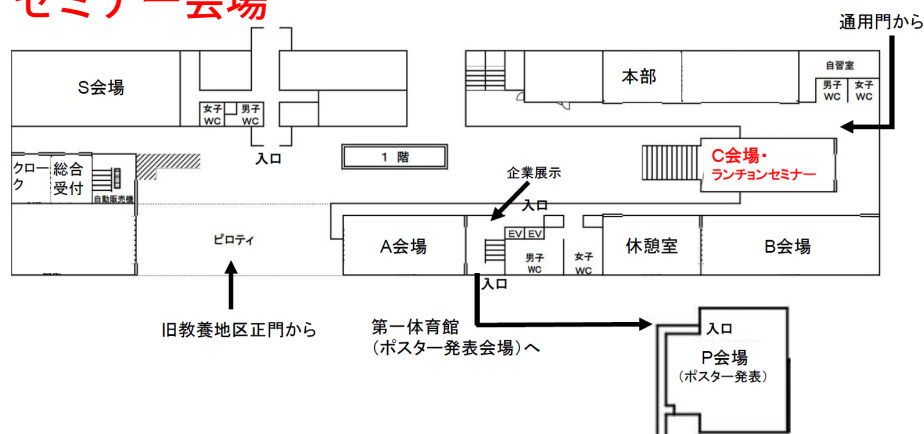 セミナー会場
通用門から
S会場
女子
WC
男子
WC
入口
本部
自習室
男子
WC
女子
WC
クロー
ク
総合
受付
自動販売機
1 階
企業展示
入口
C会場・
ランチョンセミナー
ピロティ
A会場
EV
EV
男子
WC
女子
WC
休憩室
B会場
入口
旧教養地区正門から
第一体育館
(ポスター発表会場)へ
入口
P会場
(ポスター発表)